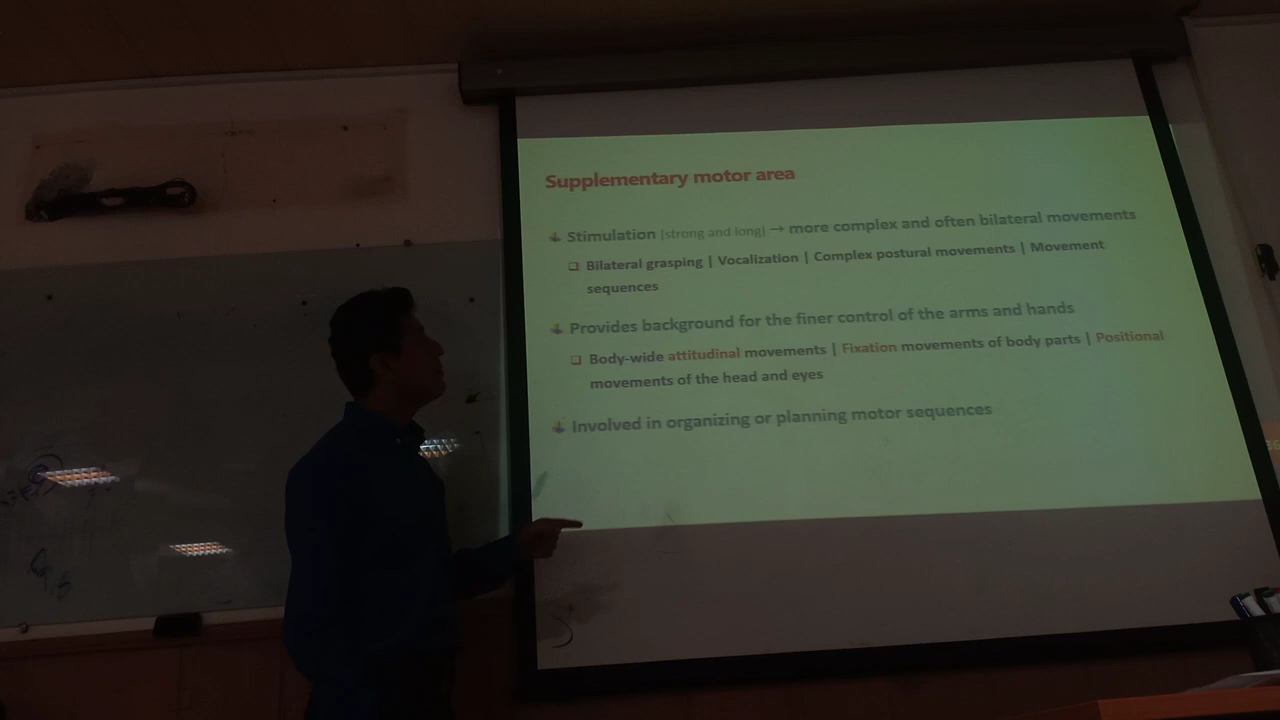 Supplementary motor area
Stimulation (strong and long) → more complex and often bilateral movements
Bilateral grasping | Vocalization | Complex postural movements | Movement
sequences
Provides background for the finer control of the arms and hands
Body-wide attitudinal movements | Fixation movements of body parts | Positional
movements of the head and eyes
Involved in organizing or planning motor sequences